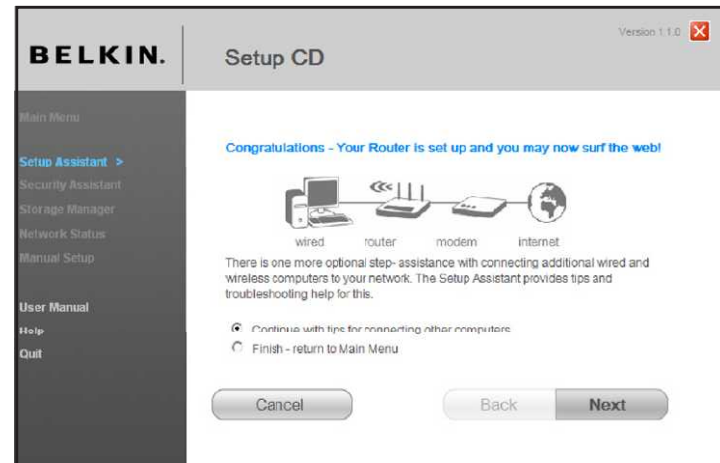 Version 1.1.0
BELKIN.
Setup CD
Main Menu
Setup Assistant >
Security Assistant
Storage Manager
Network Status
Manual Setup
User Manual
Help
Quit
Congratulations - Your Router is set up and you may now surf the web!
wired router modem internet
There is one more optional step- assistance with connecting additional wired and
wireless computers to your network. The Setup Assistant provides tips and
troubleshooting help for this.
Continue with tips for connecting other computers
Finish - return to Main Menu
Cancel Back Next